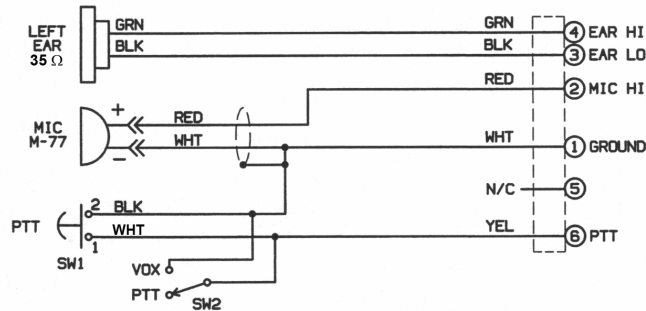 LEFT EAR 35 Ω
GRN
GRN
4 EAR HI
BLK
BLK
3 EAR LO
RED
2 MIC HI
MIC M-77
+
RED
−
WHT
WHT
1 GROUND
N/C
5
PTT
2
BLK
1
WHT
YEL
6 PTT
SW1
VOX
PTT
SW2